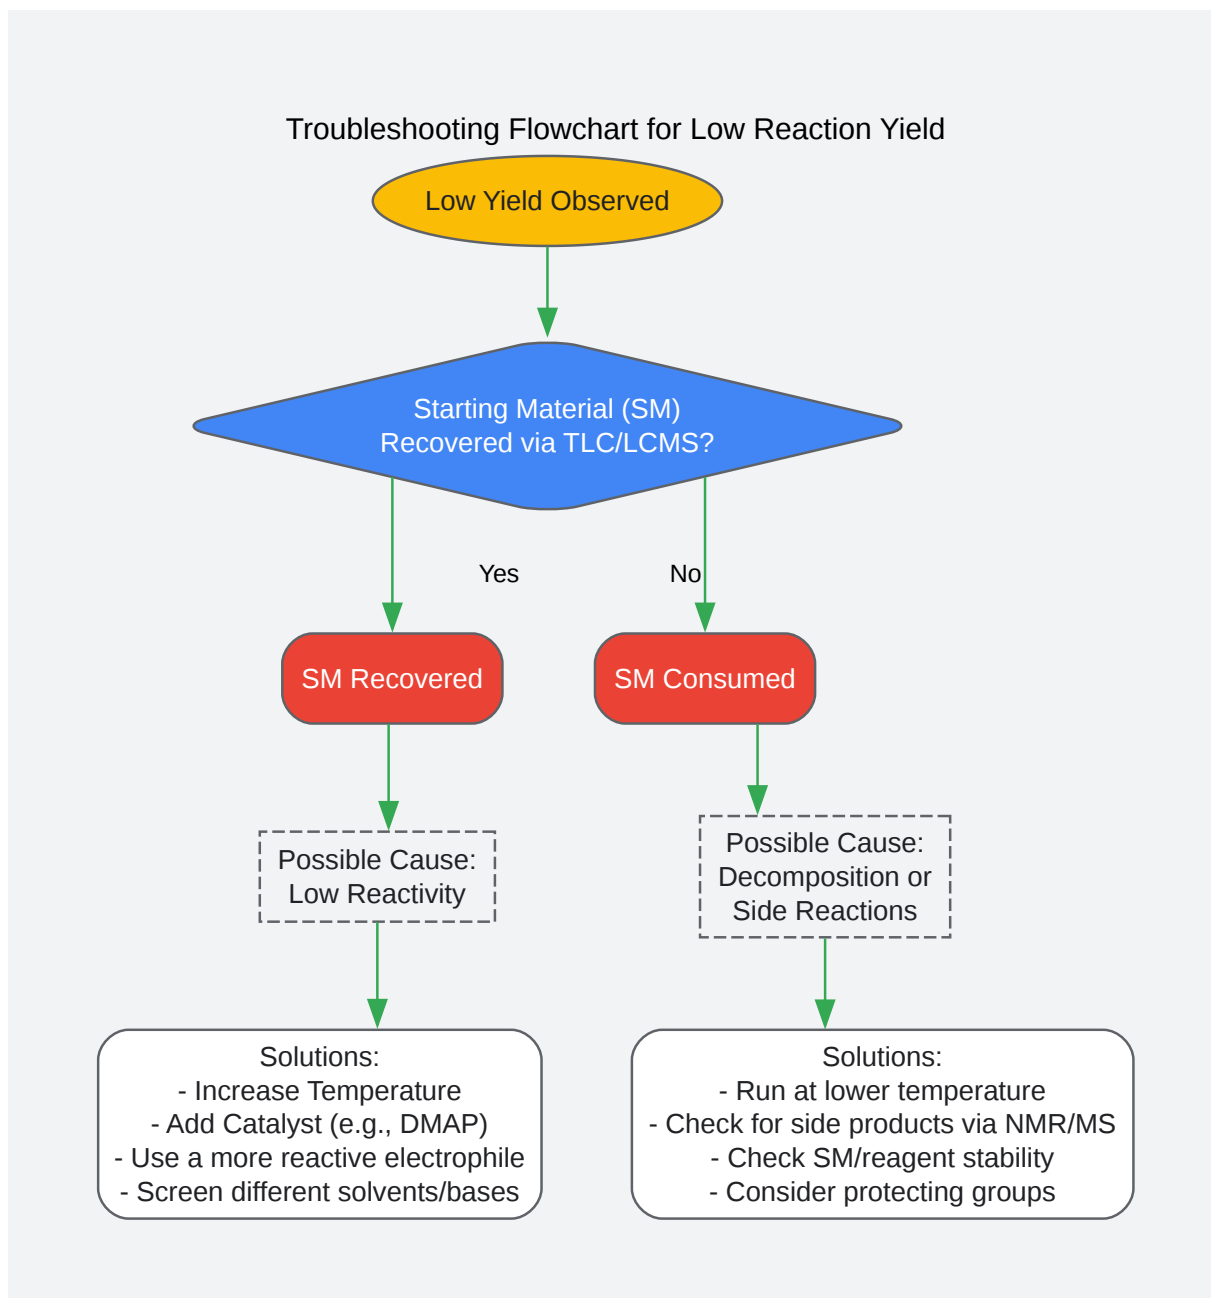 Troubleshooting Flowchart for Low Reaction Yield
Low Yield Observed
Starting Material (SM)
Recovered via TLC/LCMS?
Yes
No
SM Recovered
SM Consumed
Possible Cause:
Low Reactivity
Possible Cause:
Decomposition or
Side Reactions
Solutions:
- Increase Temperature
- Add Catalyst (e.g., DMAP)
- Use a more reactive electrophile
- Screen different solvents/bases
Solutions:
- Run at lower temperature
- Check for side products via NMR/MS
- Check SM/reagent stability
- Consider protecting groups